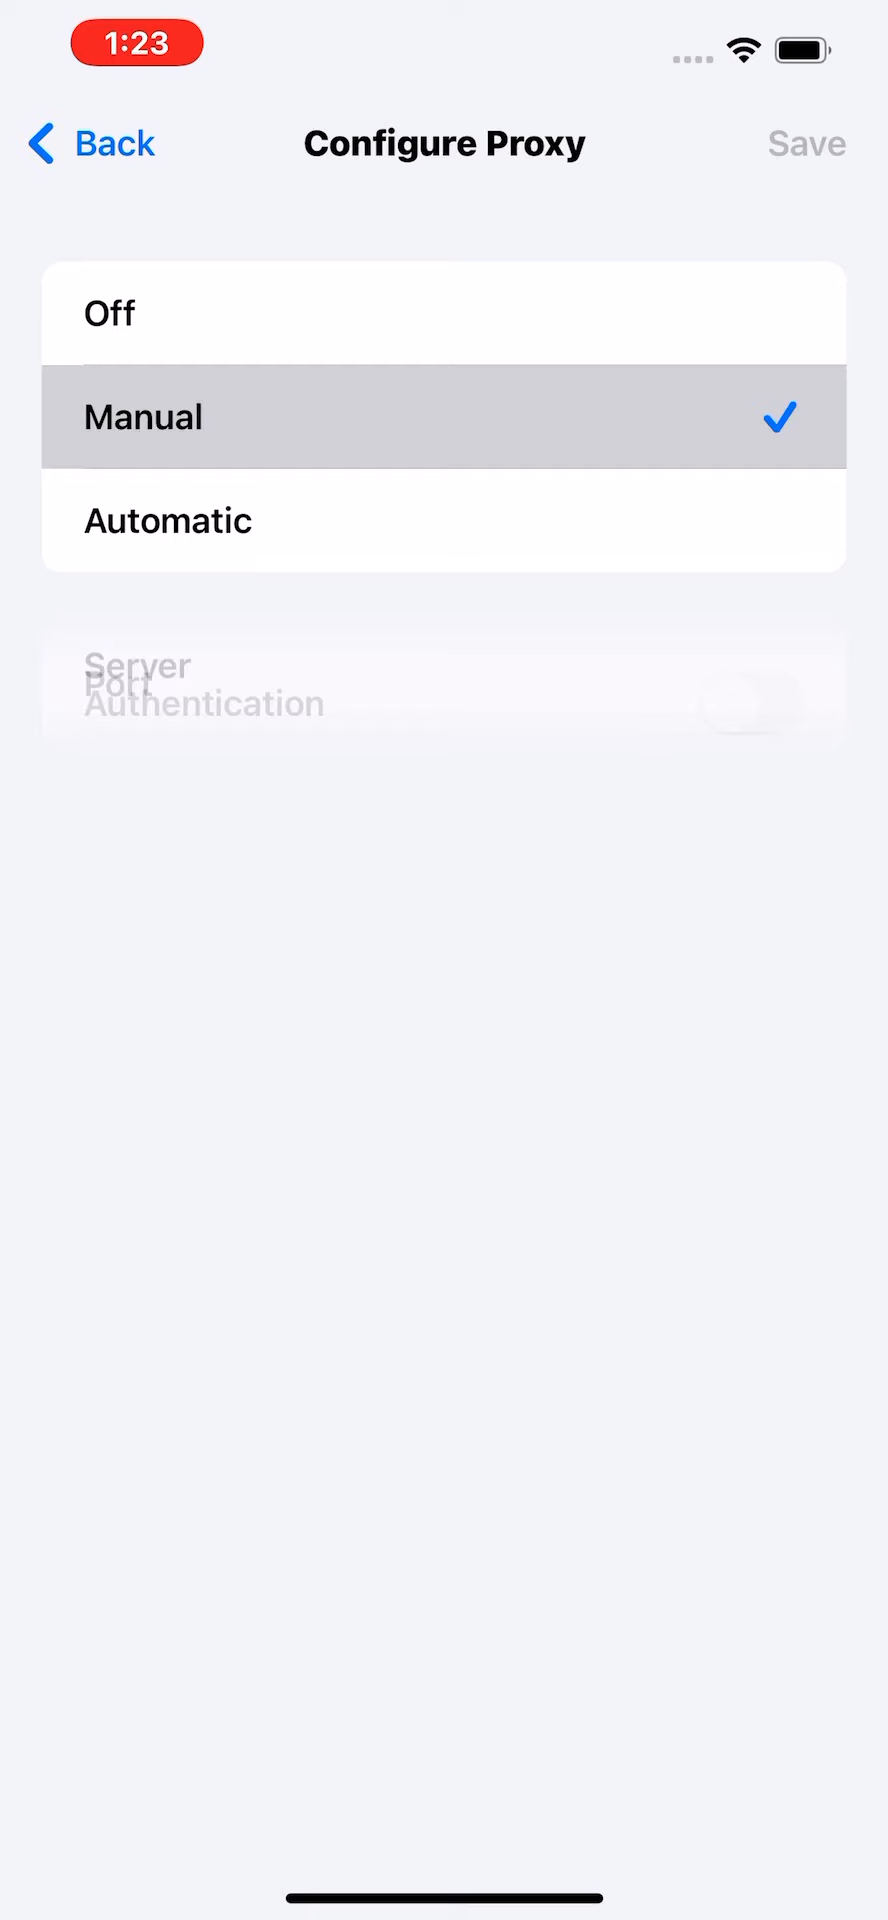 1:23
Back
Configure Proxy
Save
Off
Manual
Automatic
Server
Port
Authentication